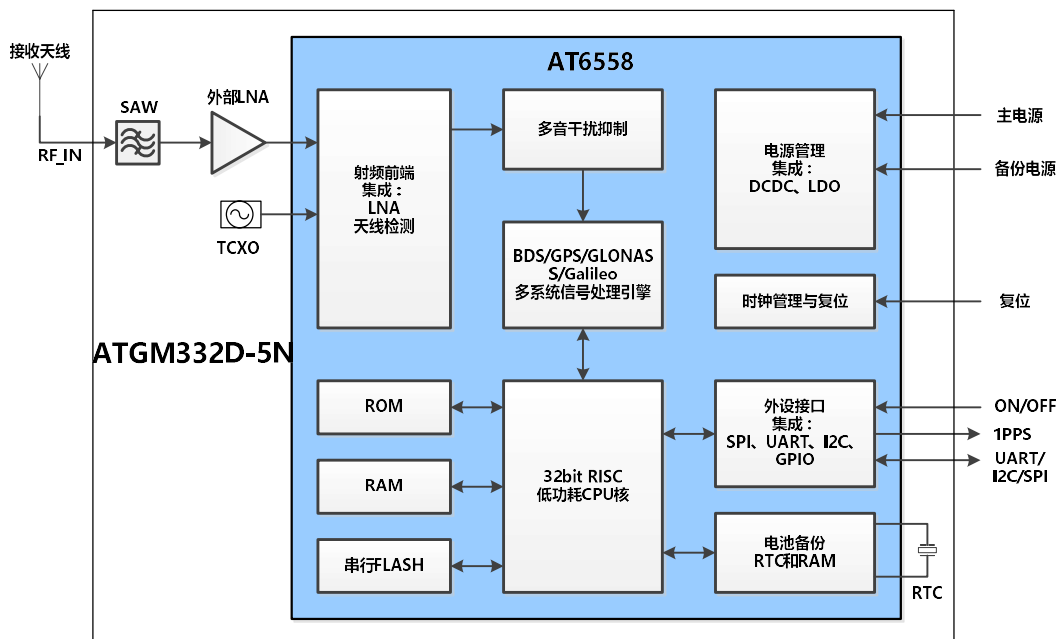 AT6558
接收天线
SAW
外部LNA
RF_IN
TCXO
射频前端
集成：
LNA
天线检测
多音干扰抑制
BDS/GPS/GLONAS
S/Galileo
多系统信号处理引擎
电源管理
集成：
DCDC、LDO
主电源
备份电源
时钟管理与复位
复位
ATGM332D-5N
ROM
RAM
串行FLASH
32bit RISC
低功耗CPU核
外设接口
集成：
SPI、UART、I2C、
GPIO
ON/OFF
1PPS
UART/
I2C/SPI
电池备份
RTC和RAM
RTC